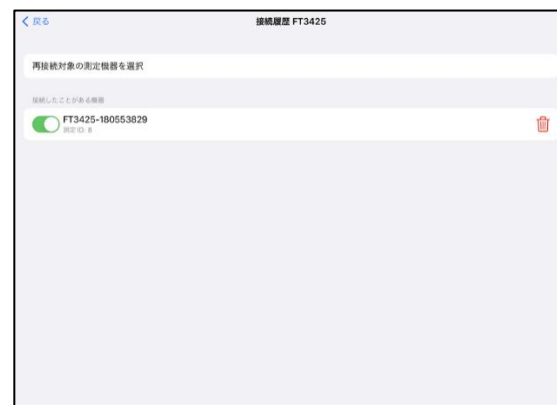 戻る
接続履歴 FT3425
再接続対象の測定機器を選択
接続したことがある機器
FT3425-180553829
測定 ID: 8